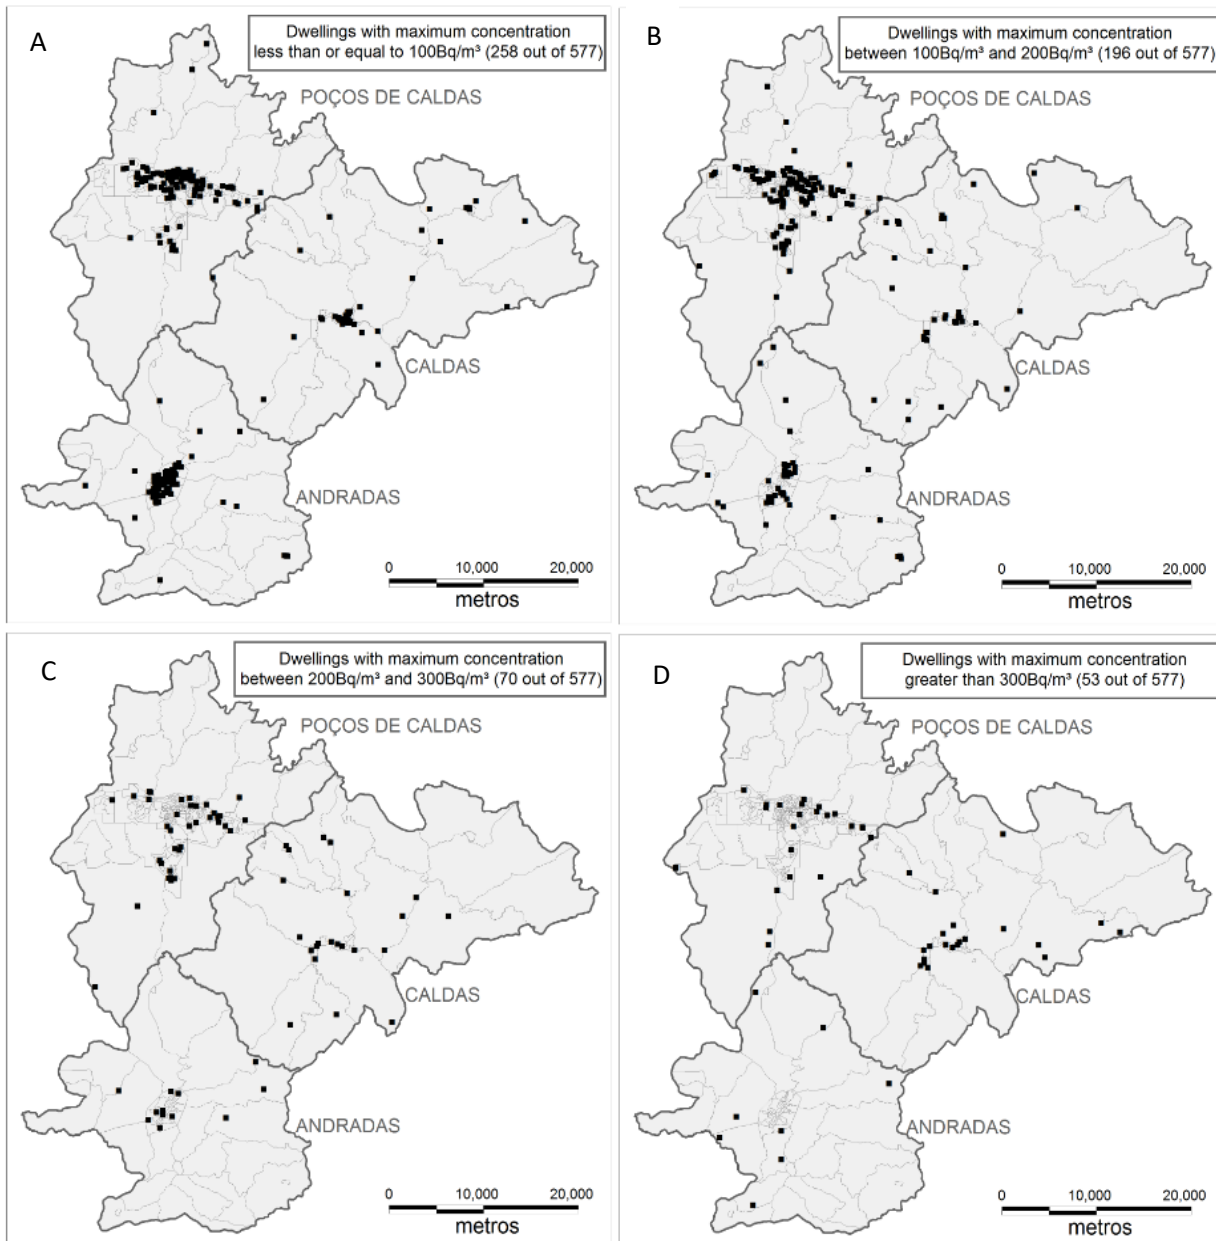 A
Dwellings with maximum concentration
less than or equal to 100Bq/m³ (258 out of 577)
POÇOS DE CALDAS
CALDAS
ANDRADAS
0 10,000 20,000
metros
B
Dwellings with maximum concentration
between 100Bq/m³ and 200Bq/m³ (196 out of 577)
POÇOS DE CALDAS
CALDAS
ANDRADAS
0 10,000 20,000
metros
C
Dwellings with maximum concentration
between 200Bq/m³ and 300Bq/m³ (70 out of 577)
POÇOS DE CALDAS
CALDAS
ANDRADAS
0 10,000 20,000
metros
D
Dwellings with maximum concentration
greater than 300Bq/m³ (53 out of 577)
POÇOS DE CALDAS
CALDAS
ANDRADAS
0 10,000 20,000
metros